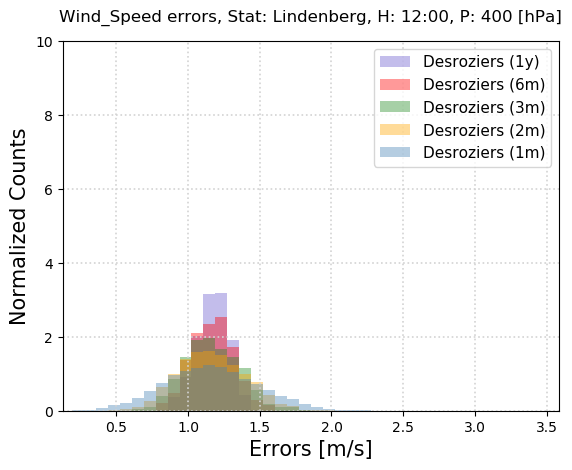 Wind_Speed errors, Stat: Lindenberg, H: 12:00, P: 400 [hPa]
Desroziers (1y)
Desroziers (6m)
Desroziers (3m)
Desroziers (2m)
Desroziers (1m)
Normalized Counts
10
8
6
4
2
0
0.5 1.0 1.5 2.0 2.5 3.0 3.5
Errors [m/s]